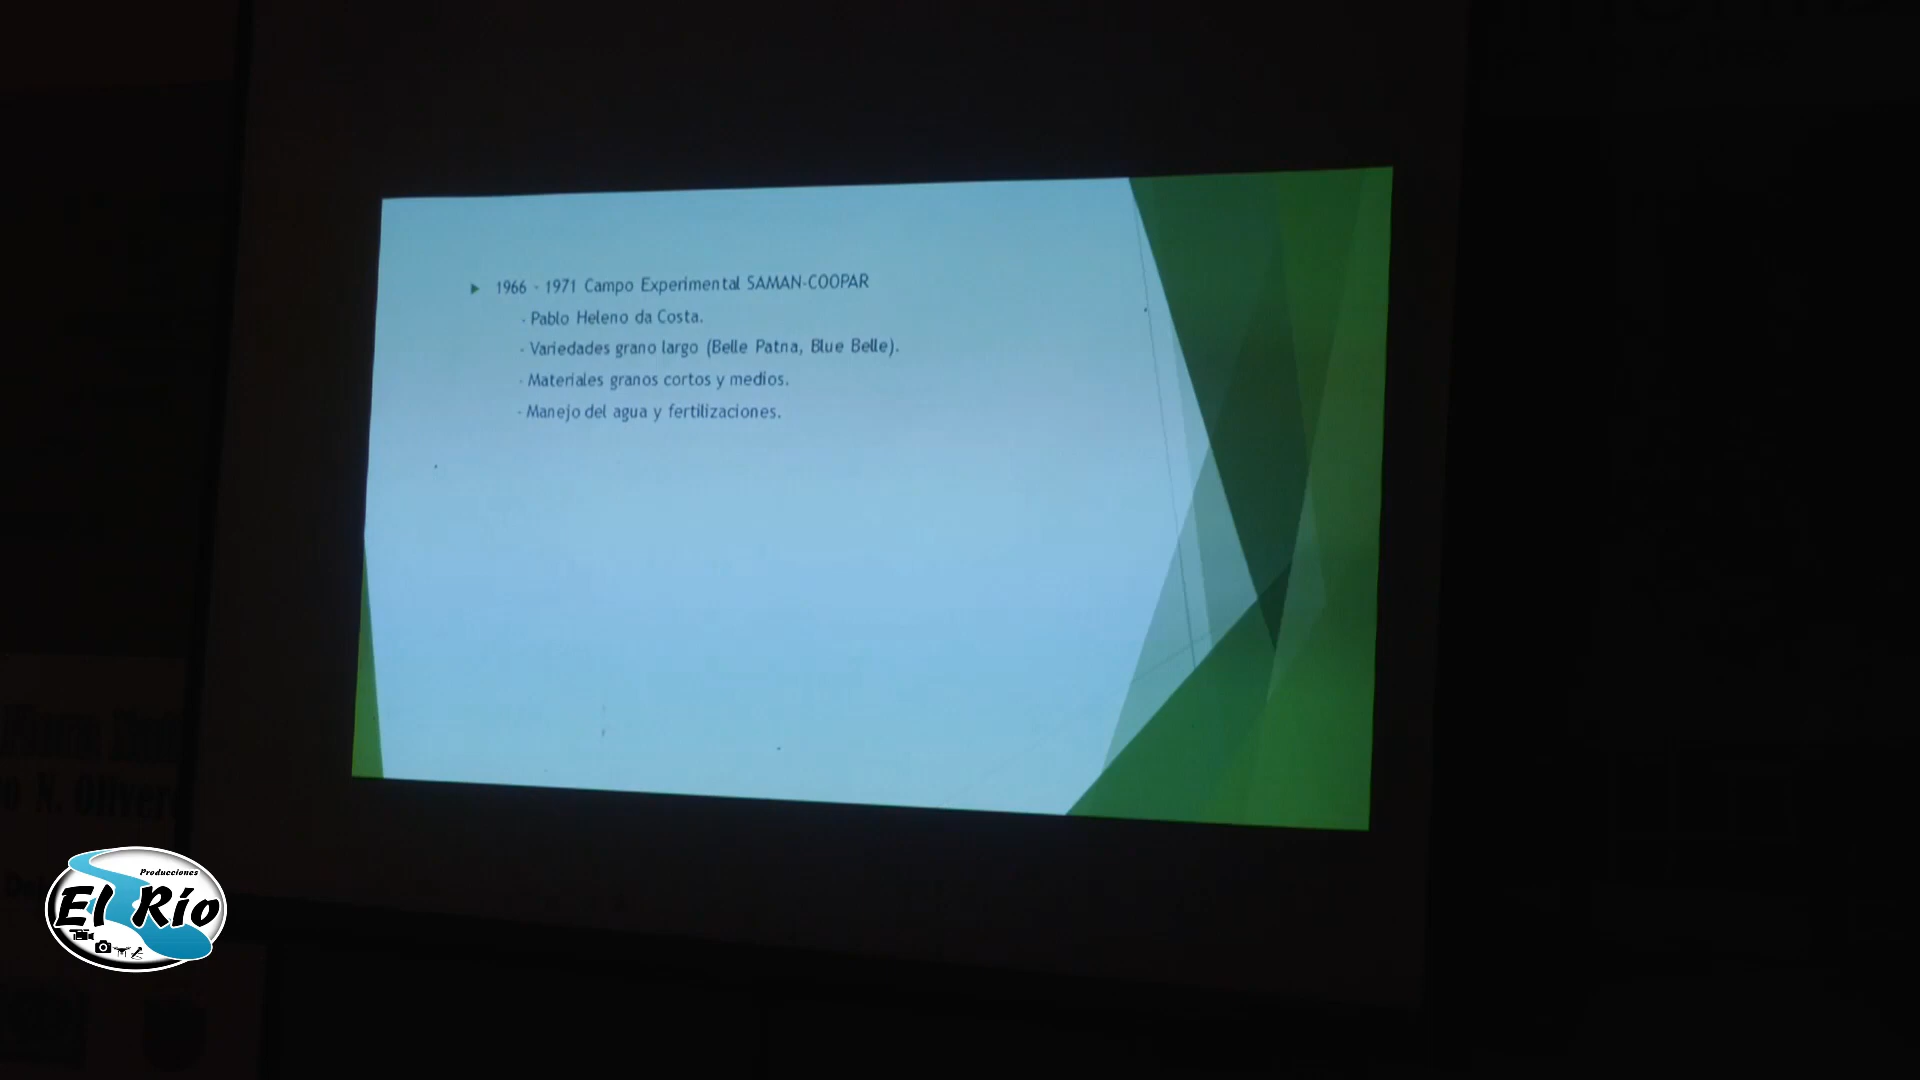 1966 - 1971 Campo Experimental SAMAN-COOPAR
- Pablo Heleno da Costa.
- Variedades grano largo (Belle Patna, Blue Belle).
- Materiales granos cortos y medios.
- Manejo del agua y fertilizaciones.
N. Oliver
Producciones
El Río